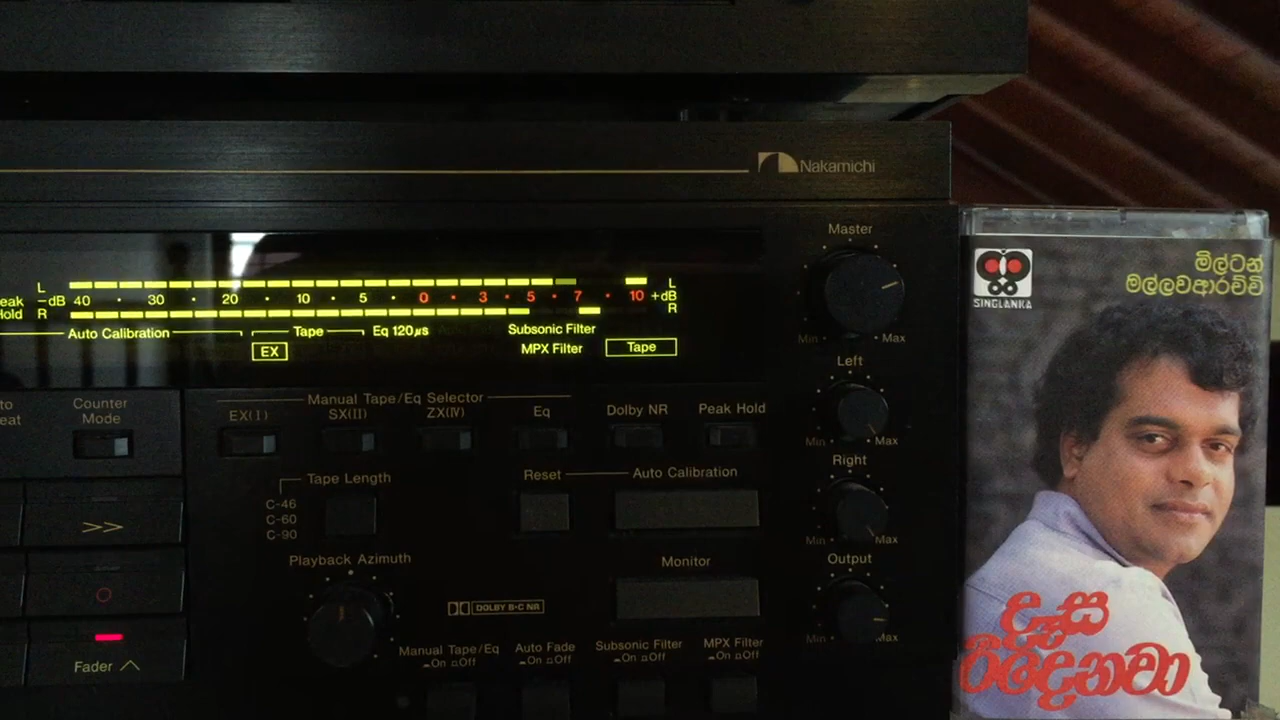 Nakamichi
Master
Min Max
L L
eak -dB 40 · 30 · 20 · 10 · 5 · 0 · 3 · 5 · 7 · 10 +dB
Hold R R
Auto Calibration Tape Eq 120μs Subsonic Filter
EX MPX Filter Tape
Left
Min Max
to
eat
Counter
Mode
Manual Tape/Eq Selector
EX(I) SX(II) ZX(IV) Eq Dolby NR Peak Hold
Right
Min Max
Tape Length
C-46
C-60
C-90
Reset Auto Calibration
>>
Output
Min Max
Playback Azimuth
Monitor
DOLBY B·C NR
Fader
Manual Tape/Eq
On Off
Auto Fade
On Off
Subsonic Filter
On Off
MPX Filter
On Off
SINGLANKA
මිල්ටන්
මල්ලවආරච්චි
දෑස
රිදෙනවා